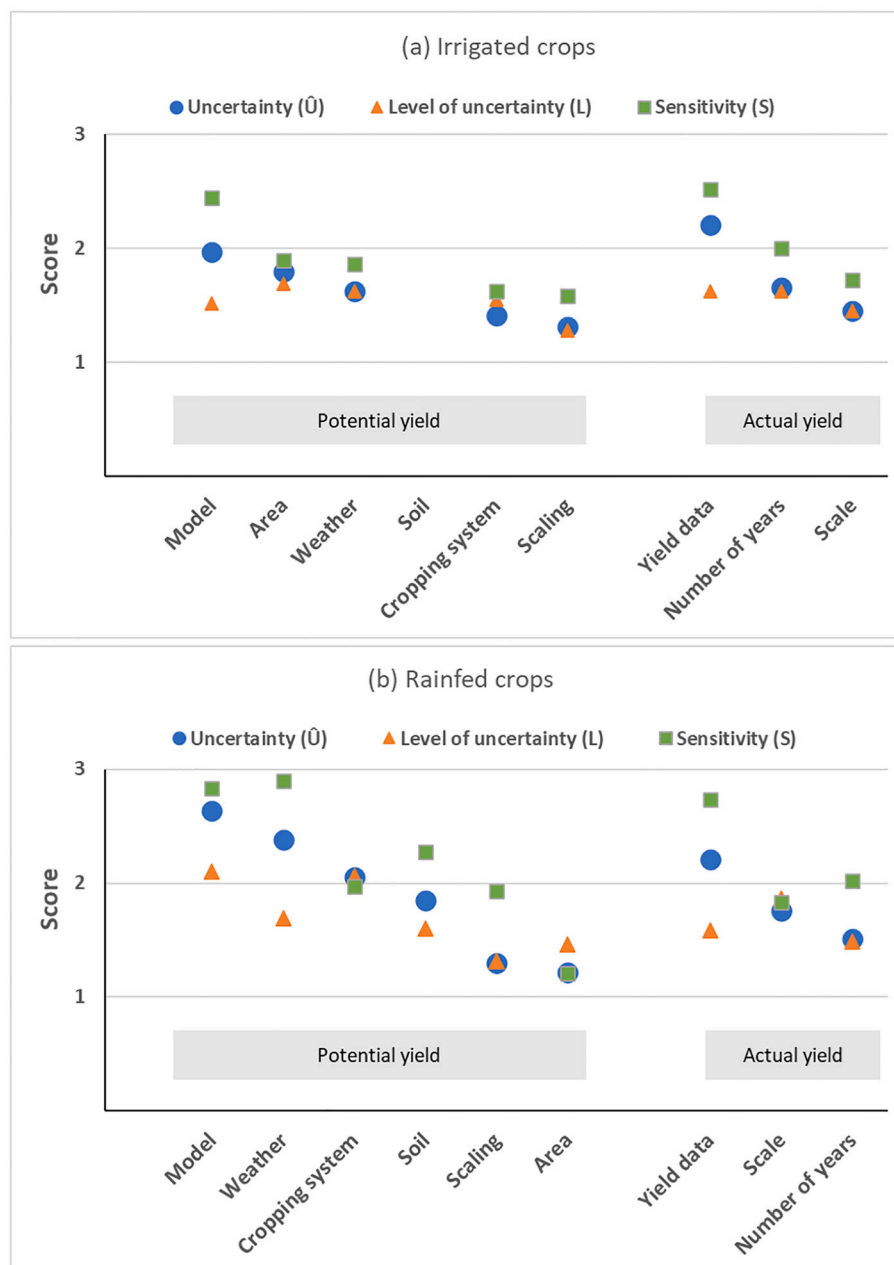 (a) Irrigated crops
Uncertainty (Û) Level of uncertainty (L) Sensitivity (S)
3
2
1
Score
Potential yield Actual yield
Model Area Weather Soil Cropping system Scaling Yield data Number of years Scale
(b) Rainfed crops
Uncertainty (Û) Level of uncertainty (L) Sensitivity (S)
3
2
1
Score
Potential yield Actual yield
Model Weather Cropping system Soil Scaling Area Yield data Scale Number of years